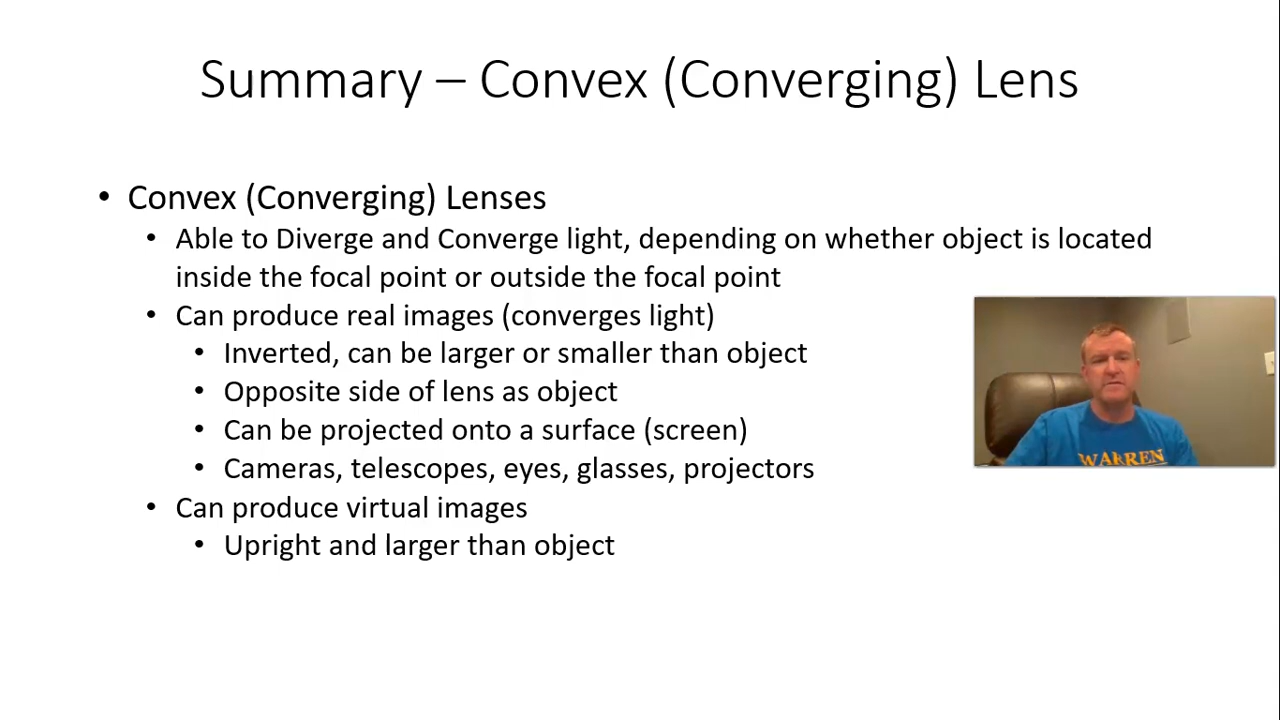 Summary – Convex (Converging) Lens
• Convex (Converging) Lenses
• Able to Diverge and Converge light, depending on whether object is located
inside the focal point or outside the focal point
• Can produce real images (converges light)
• Inverted, can be larger or smaller than object
• Opposite side of lens as object
• Can be projected onto a surface (screen)
• Cameras, telescopes, eyes, glasses, projectors
• Can produce virtual images
• Upright and larger than object
WARREN